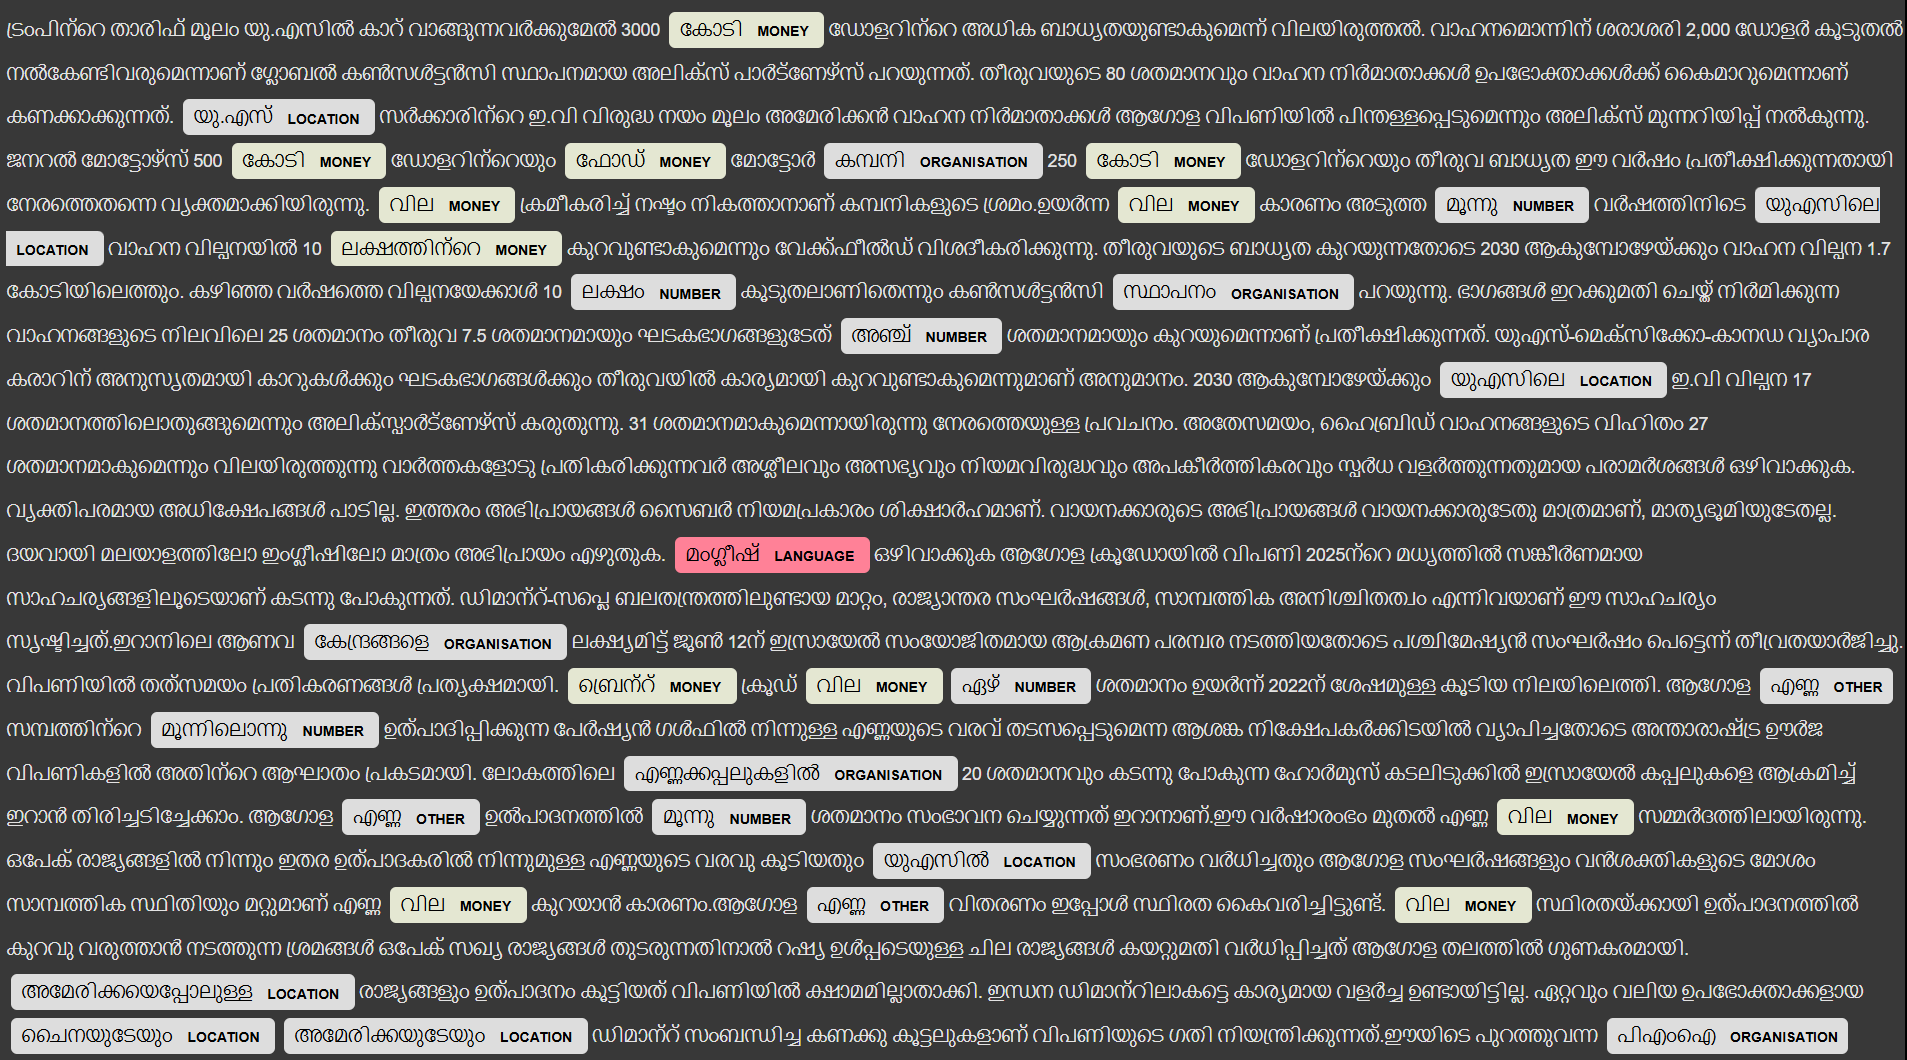 ട്രംപിന്റെ താരിഫ് മൂലം യു.എസിൽ കാറ് വാങ്ങുന്നവർക്കുമേൽ 3000 കോടി MONEY ഡോളറിന്റെ അധിക ബാധ്യതയുണ്ടാകുമെന്ന് വിലയിരുത്തൽ. വാഹനമൊന്നിന് ശരാശരി 2,000 ഡോളർ കൂടുതൽ
നൽകേണ്ടിവരുമെന്നാണ് ഗ്ലോബൽ കൺസൾട്ടൻസി സ്ഥാപനമായ അലിക്സ് പാർട്ണേഴ്സ് പറയുന്നത്. തീരുവയുടെ 80 ശതമാനവും വാഹന നിർമാതാക്കൾ ഉപഭോക്താക്കൾക്ക് കൈമാറുമെന്നാണ്
കണക്കാക്കുന്നത്. യു.എസ് LOCATION സർക്കാരിന്റെ ഇ.വി വിരുദ്ധ നയം മൂലം അമേരിക്കൻ വാഹന നിർമാതാക്കൾ ആഗോള വിപണിയിൽ പിന്തള്ളപ്പെടുമെന്നും അലിക്സ് മുന്നറിയിപ്പ് നൽകുന്നു.
ജനറൽ മോട്ടോഴ്സ് 500 കോടി MONEY ഡോളറിന്റെയും ഫോഡ് MONEY മോട്ടോർ കമ്പനി ORGANISATION 250 കോടി MONEY ഡോളറിന്റെയും തീരുവ ബാധ്യത ഈ വർഷം പ്രതീക്ഷിക്കുന്നതായി
നേരത്തെതന്നെ വ്യക്തമാക്കിയിരുന്നു. വില MONEY ക്രമീകരിച്ച് നഷ്ടം നികത്താനാണ് കമ്പനികളുടെ ശ്രമം.ഉയർന്ന വില MONEY കാരണം അടുത്ത മൂന്നു NUMBER വർഷത്തിനിടെ യുഎസിലെ
LOCATION വാഹന വില്പനയിൽ 10 ലക്ഷത്തിന്റെ MONEY കുറവുണ്ടാകുമെന്നും വേക്ക്ഫീൽഡ് വിശദീകരിക്കുന്നു. തീരുവയുടെ ബാധ്യത കുറയുന്നതോടെ 2030 ആകുമ്പോഴേയ്ക്കും വാഹന വില്പന 1.7
കോടിയിലെത്തും. കഴിഞ്ഞ വർഷത്തെ വില്പനയേക്കാൾ 10 ലക്ഷം NUMBER കൂടുതലാണിതെന്നും കൺസൾട്ടൻസി സ്ഥാപനം ORGANISATION പറയുന്നു. ഭാഗങ്ങൾ ഇറക്കുമതി ചെയ്ത് നിർമിക്കുന്ന
വാഹനങ്ങളുടെ നിലവിലെ 25 ശതമാനം തീരുവ 7.5 ശതമാനമായും ഘടകഭാഗങ്ങളുടേത് അഞ്ച് NUMBER ശതമാനമായും കുറയുമെന്നാണ് പ്രതീക്ഷിക്കുന്നത്. യുഎസ്-മെക്സിക്കോ-കാനഡ വ്യാപാര
കരാറിന് അനുസൃതമായി കാറുകൾക്കും ഘടകഭാഗങ്ങൾക്കും തീരുവയിൽ കാര്യമായി കുറവുണ്ടാകുമെന്നുമാണ് അനുമാനം. 2030 ആകുമ്പോഴേയ്ക്കും യുഎസിലെ LOCATION ഇ.വി വില്പന 17
ശതമാനത്തിലൊതുങ്ങുമെന്നും അലിക്സ്പാർട്ണേഴ്സ് കരുതുന്നു. 31 ശതമാനമാകുമെന്നായിരുന്നു നേരത്തെയുള്ള പ്രവചനം. അതേസമയം, ഹൈബ്രിഡ് വാഹനങ്ങളുടെ വിഹിതം 27
ശതമാനമാകുമെന്നും വിലയിരുത്തുന്നു വാർത്തകളോടു പ്രതികരിക്കുന്നവർ അശ്ലീലവും അസഭ്യവും നിയമവിരുദ്ധവും അപകീർത്തികരവും സ്പർധ വളർത്തുന്നതുമായ പരാമർശങ്ങൾ ഒഴിവാക്കുക.
വ്യക്തിപരമായ അധിക്ഷേപങ്ങൾ പാടില്ല. ഇത്തരം അഭിപ്രായങ്ങൾ സൈബർ നിയമപ്രകാരം ശിക്ഷാർഹമാണ്. വായനക്കാരുടെ അഭിപ്രായങ്ങൾ വായനക്കാരുടേതു മാത്രമാണ്, മാതൃഭൂമിയുടേതല്ല.
ദയവായി മലയാളത്തിലോ ഇംഗ്ലീഷിലോ മാത്രം അഭിപ്രായം എഴുതുക. മംഗ്ലീഷ് LANGUAGE ഒഴിവാക്കുക ആഗോള ക്രൂഡോയിൽ വിപണി 2025ന്റെ മധ്യത്തിൽ സങ്കീർണമായ
സാഹചര്യങ്ങളിലൂടെയാണ് കടന്നു പോകുന്നത്. ഡിമാന്റ്-സപ്ലെ ബലതന്ത്രത്തിലുണ്ടായ മാറ്റം, രാജ്യാന്തര സംഘർഷങ്ങൾ, സാമ്പത്തിക അനിശ്ചിതത്വം എന്നിവയാണ് ഈ സാഹചര്യം
സൃഷ്ടിച്ചത്.ഇറാനിലെ ആണവ കേന്ദ്രങ്ങളെ ORGANISATION ലക്ഷ്യമിട്ട് ജൂൺ 12ന് ഇസ്രായേൽ സംയോജിതമായ ആക്രമണ പരമ്പര നടത്തിയതോടെ പശ്ചിമേഷ്യൻ സംഘർഷം പെട്ടെന്ന് തീവ്രതയാർജിച്ചു.
വിപണിയിൽ തത്സമയം പ്രതികരണങ്ങൾ പ്രത്യക്ഷമായി. ബ്രെന്റ് MONEY ക്രൂഡ് വില MONEY ഏഴ് NUMBER ശതമാനം ഉയർന്ന് 2022ന് ശേഷമുള്ള കൂടിയ നിലയിലെത്തി. ആഗോള എണ്ണ OTHER
സമ്പത്തിന്റെ മൂന്നിലൊന്നു NUMBER ഉത്പാദിപ്പിക്കുന്ന പേർഷ്യൻ ഗൾഫിൽ നിന്നുള്ള എണ്ണയുടെ വരവ് തടസപ്പെടുമെന്ന ആശങ്ക നിക്ഷേപകർക്കിടയിൽ വ്യാപിച്ചതോടെ അന്താരാഷ്ട്ര ഊർജ
വിപണികളിൽ അതിന്റെ ആഘാതം പ്രകടമായി. ലോകത്തിലെ എണ്ണക്കപ്പലുകളിൽ ORGANISATION 20 ശതമാനവും കടന്നു പോകുന്ന ഹോർമുസ് കടലിടുക്കിൽ ഇസ്രായേൽ കപ്പലുകളെ ആക്രമിച്ച്
ഇറാൻ തിരിച്ചടിച്ചേക്കാം. ആഗോള എണ്ണ OTHER ഉൽപാദനത്തിൽ മൂന്നു NUMBER ശതമാനം സംഭാവന ചെയ്യുന്നത് ഇറാനാണ്.ഈ വർഷാരംഭം മുതൽ എണ്ണ വില MONEY സമ്മർദത്തിലായിരുന്നു.
ഒപേക് രാജ്യങ്ങളിൽ നിന്നും ഇതര ഉത്പാദകരിൽ നിന്നുമുള്ള എണ്ണയുടെ വരവു കൂടിയതും യുഎസിൽ LOCATION സംഭരണം വർധിച്ചതും ആഗോള സംഘർഷങ്ങളും വൻശക്തികളുടെ മോശം
സാമ്പത്തിക സ്ഥിതിയും മറ്റുമാണ് എണ്ണ വില MONEY കുറയാൻ കാരണം.ആഗോള എണ്ണ OTHER വിതരണം ഇപ്പോൾ സ്ഥിരത കൈവരിച്ചിട്ടുണ്ട്. വില MONEY സ്ഥിരതയ്ക്കായി ഉത്പാദനത്തിൽ
കുറവു വരുത്താൻ നടത്തുന്ന ശ്രമങ്ങൾ ഒപേക് സഖ്യ രാജ്യങ്ങൾ തുടരുന്നതിനാൽ റഷ്യ ഉൾപ്പടെയുള്ള ചില രാജ്യങ്ങൾ കയറ്റുമതി വർധിപ്പിച്ചത് ആഗോള തലത്തിൽ ഗുണകരമായി.
അമേരിക്കയെപ്പോലുള്ള LOCATION രാജ്യങ്ങളും ഉത്പാദനം കൂട്ടിയത് വിപണിയിൽ ക്ഷാമമില്ലാതാക്കി. ഇന്ധന ഡിമാന്റിലാകട്ടെ കാര്യമായ വളർച്ച ഉണ്ടായിട്ടില്ല. ഏറ്റവും വലിയ ഉപഭോക്താക്കളായ
ചൈനയുടേയും LOCATION അമേരിക്കയുടേയും LOCATION ഡിമാന്റ് സംബന്ധിച്ച കണക്കു കൂട്ടലുകളാണ് വിപണിയുടെ ഗതി നിയന്ത്രിക്കുന്നത്.ഈയിടെ പുറത്തുവന്ന പിഎംഐ ORGANISATION